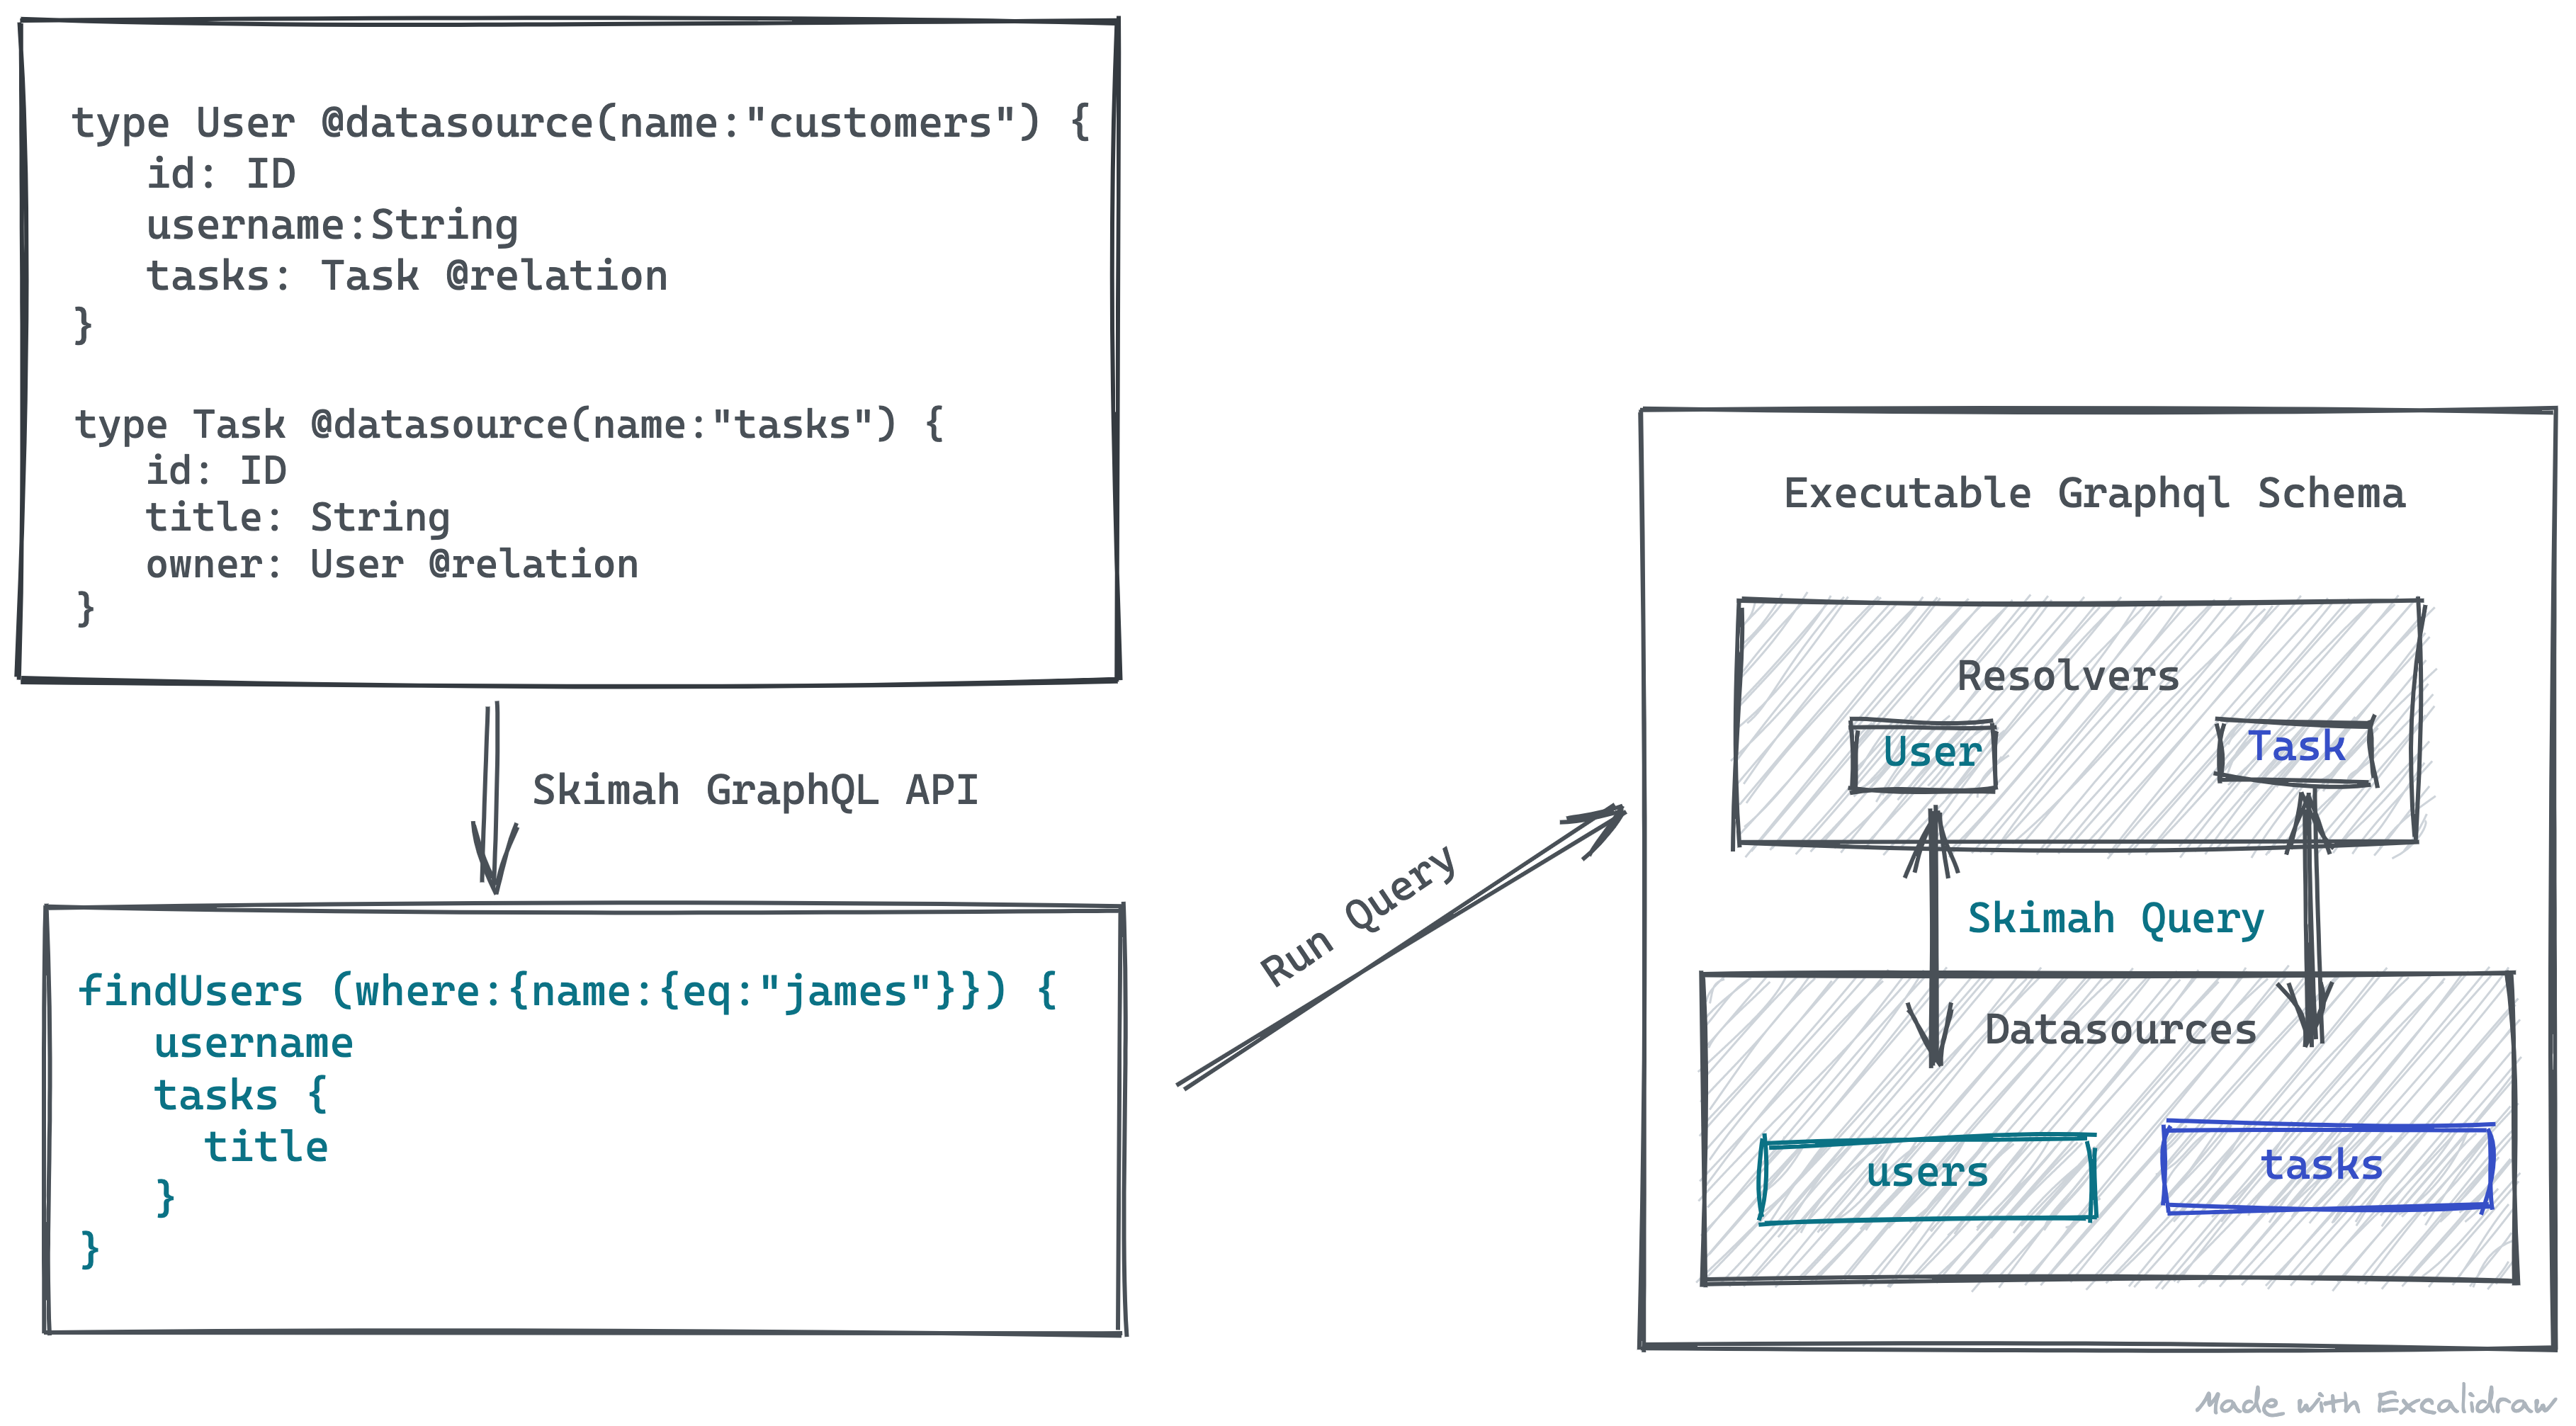 type User @datasource(name:"customers") {
   id: ID
   username:String
   tasks: Task @relation
}
type Task @datasource(name:"tasks") {
   id: ID
   title: String
   owner: User @relation
}
Skimah GraphQL API
findUsers (where:{name:{eq:"james"}}) {
   username
   tasks {
     title
   }
}
Run Query
Executable Graphql Schema
Resolvers
User
Task
Skimah Query
Datasources
users
tasks
Made with Excalidraw